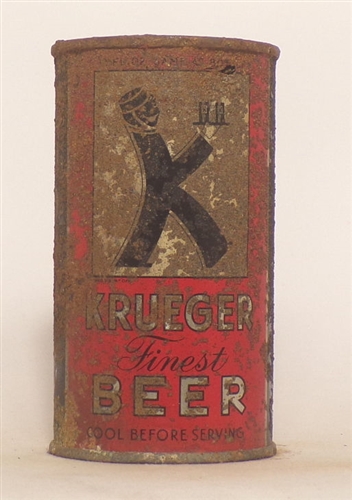 KRUEGER
Finest
BEER
COOL BEFORE SERVING